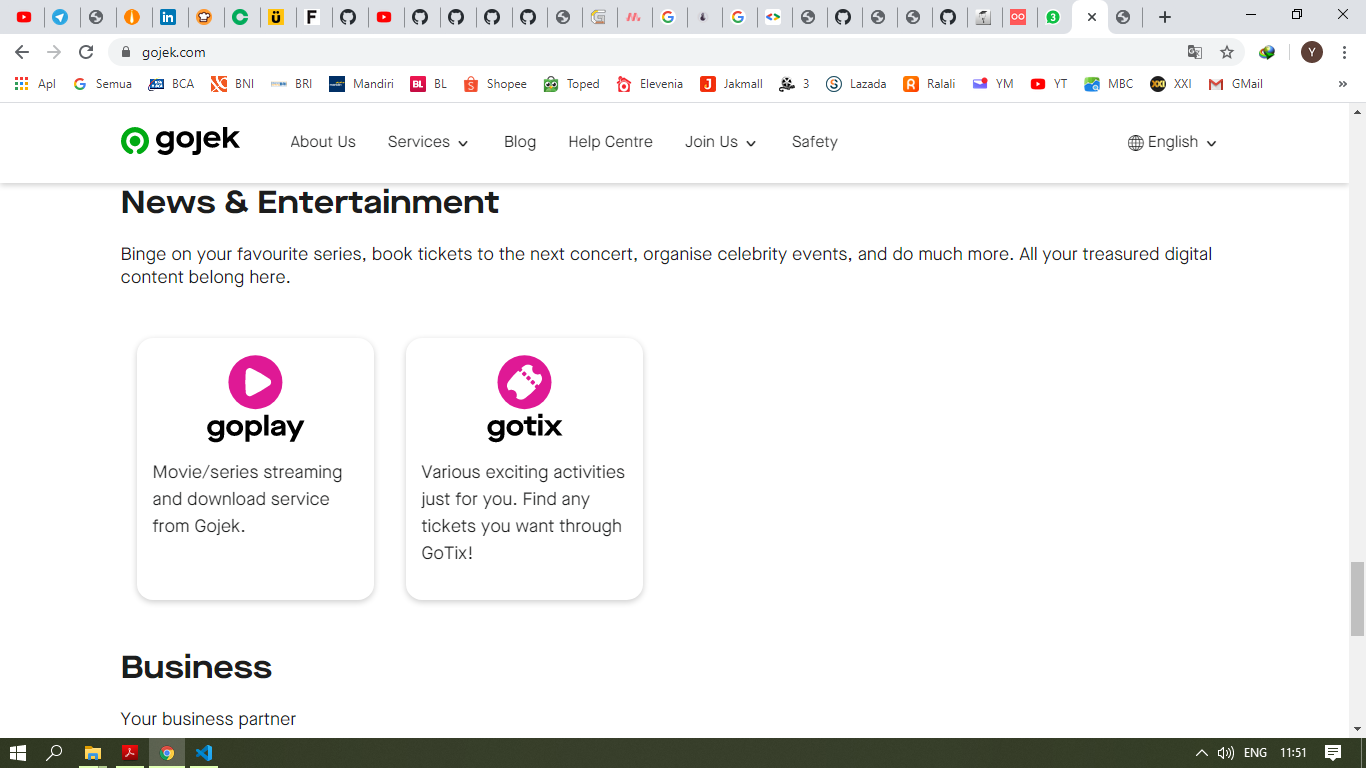 gojek.com
Y
Apl
Semua
BCA
BNI
BRI
Mandiri
BL
Shopee
Toped
Elevenia
Jakmall
3
Lazada
Ralali
YM
YT
MBC
XXI
GMail
»
gojek
About Us
Services
Blog
Help Centre
Join Us
Safety
English
News & Entertainment
Binge on your favourite series, book tickets to the next concert, organise celebrity events, and do much more. All your treasured digital
content belong here.
goplay
Movie/series streaming
and download service
from Gojek.
gotix
Various exciting activities
just for you. Find any
tickets you want through
GoTix!
Business
Your business partner
ENG
11:51